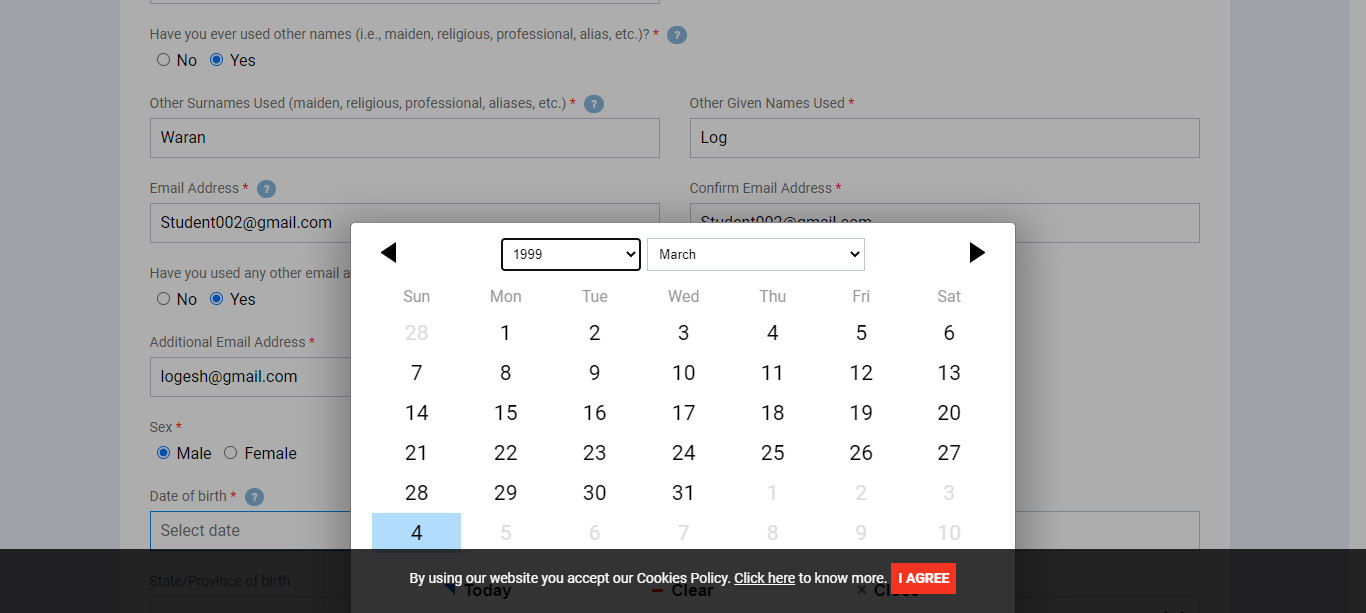 Have you ever used other names (i.e., maiden, religious, professional, alias, etc.)? * ?
No Yes
Other Surnames Used (maiden, religious, professional, aliases, etc.) * ?
Other Given Names Used *
Waran
Log
Email Address * ?
Confirm Email Address *
Student002@gmail.com
Student002@gmail.com
1999 March
Have you used any other email a
No Yes
Sun Mon Tue Wed Thu Fri Sat
28 1 2 3 4 5 6
Additional Email Address *
7 8 9 10 11 12 13
logesh@gmail.com
14 15 16 17 18 19 20
Sex *
Male Female
21 22 23 24 25 26 27
Date of birth * ?
28 29 30 31 1 2 3
Select date
4 5 6 7 8 9 10
State/Province of birth
By using our website you accept our Cookies Policy. Click here to know more. I AGREE
Today Clear × Close